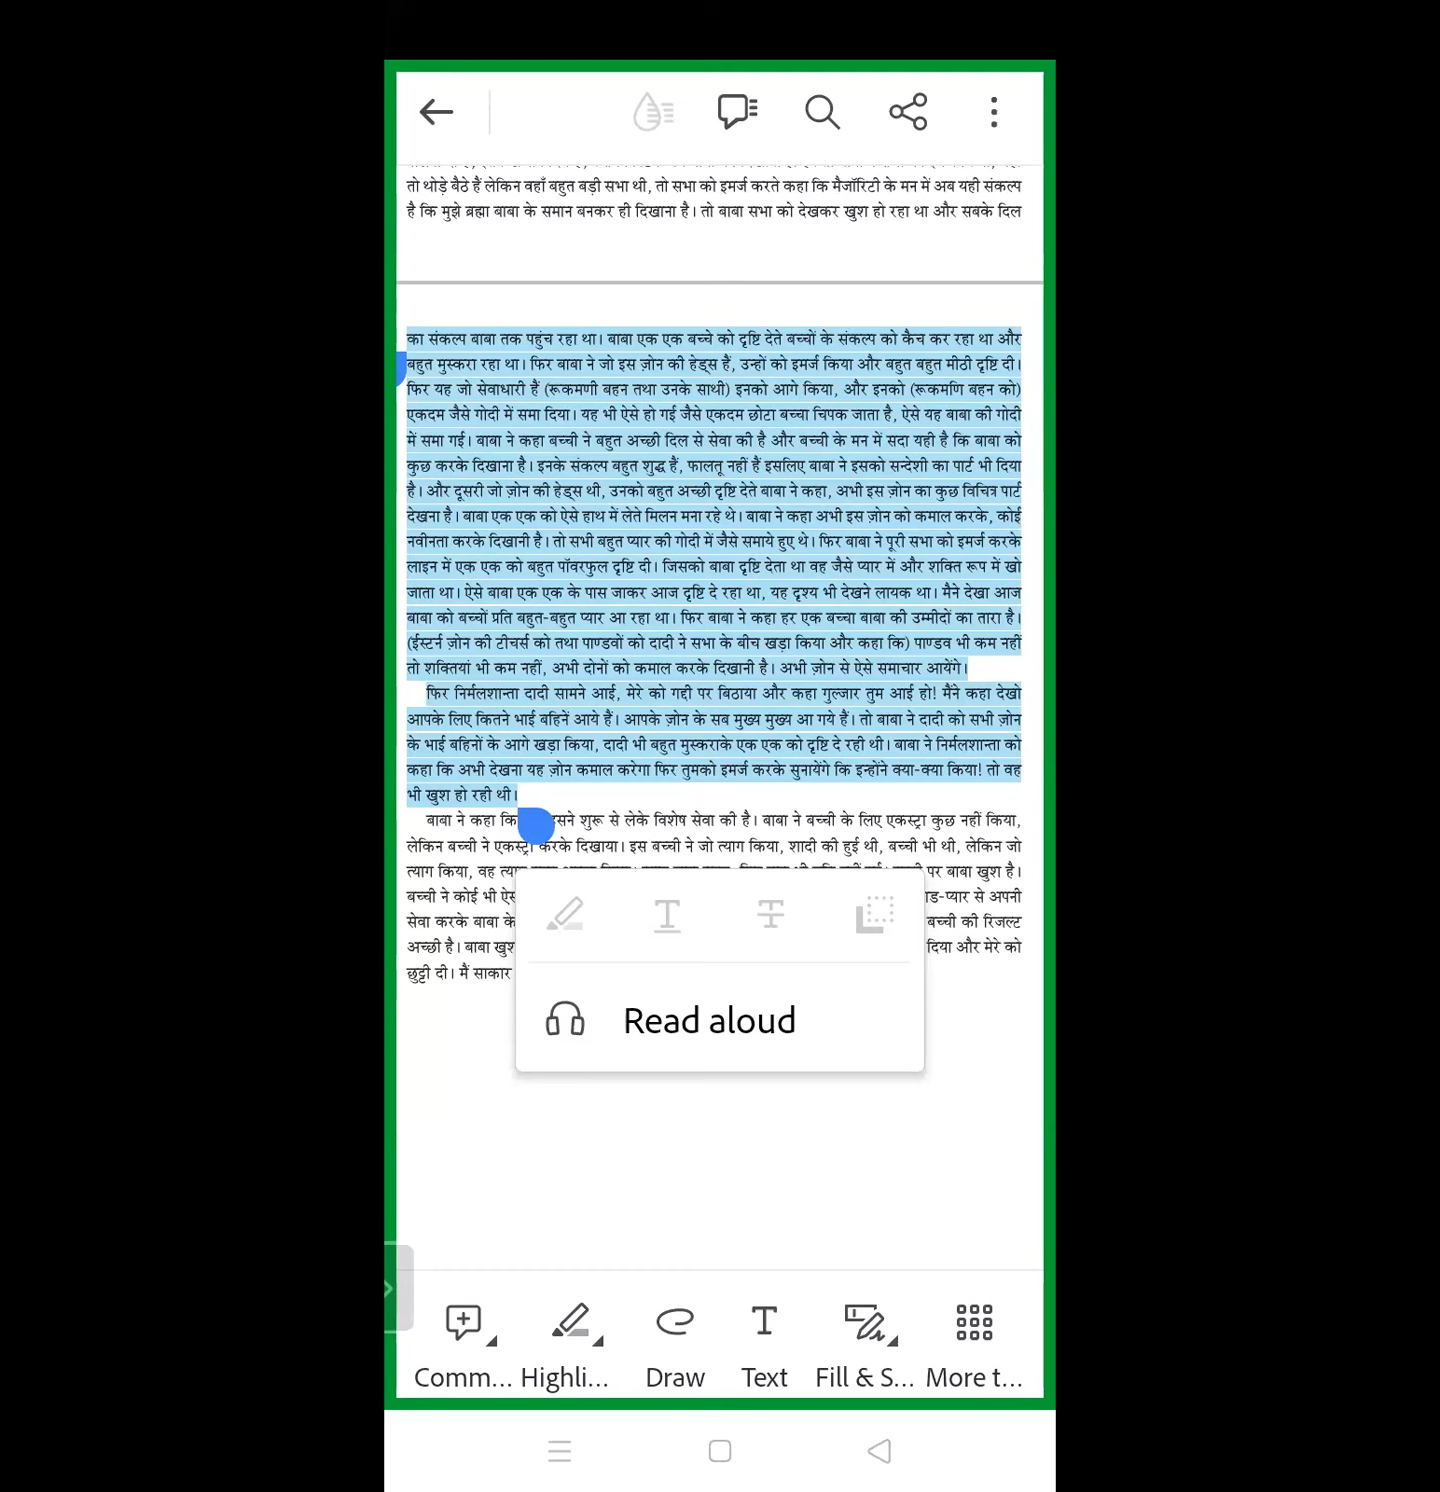 तो थोड़े बैठे हैं लेकिन वहाँ बहुत बड़ी सभा थी, तो सभा को इमर्ज करते कहा कि मैजॉरिटी के मन में अब यही संकल्प
है कि मुझे ब्रह्मा बाबा के समान बनकर ही दिखाना है। तो बाबा सभा को देखकर खुश हो रहा था और सबके दिल
का संकल्प बाबा तक पहुंच रहा था। बाबा एक एक बच्चे को दृष्टि देते बच्चों के संकल्प को कैच कर रहा था और
बहुत मुस्करा रहा था। फिर बाबा ने जो इस ज़ोन की हेड्स हैं, उन्हों को इमर्ज किया और बहुत बहुत मीठी दृष्टि दी।
फिर यह जो सेवाधारी हैं (रूकमणी बहन तथा उनके साथी) इनको आगे किया, और इनको (रूकमणि बहन को)
एकदम जैसे गोदी में समा दिया। यह भी ऐसे हो गई जैसे एकदम छोटा बच्चा चिपक जाता है, ऐसे यह बाबा की गोदी
में समा गई। बाबा ने कहा बच्ची ने बहुत अच्छी दिल से सेवा की है और बच्ची के मन में सदा यही है कि बाबा को
कुछ करके दिखाना है। इनके संकल्प बहुत शुद्ध हैं, फालतू नहीं हैं इसलिए बाबा ने इसको सन्देशी का पार्ट भी दिया
है। और दूसरी जो ज़ोन की हेड्स थी, उनको बहुत अच्छी दृष्टि देते बाबा ने कहा, अभी इस ज़ोन का कुछ विचित्र पार्ट
देखना है। बाबा एक एक को ऐसे हाथ में लेते मिलन मना रहे थे। बाबा ने कहा अभी इस ज़ोन को कमाल करके, कोई
नवीनता करके दिखानी है। तो सभी बहुत प्यार की गोदी में जैसे समाये हुए थे। फिर बाबा ने पूरी सभा को इमर्ज करके
लाइन में एक एक को बहुत पॉवरफुल दृष्टि दी। जिसको बाबा दृष्टि देता था वह जैसे प्यार में और शक्ति रूप में खो
जाता था। ऐसे बाबा एक एक के पास जाकर आज दृष्टि दे रहा था, यह दृश्य भी देखने लायक था। मैने देखा आज
बाबा को बच्चों प्रति बहुत-बहुत प्यार आ रहा था। फिर बाबा ने कहा हर एक बच्चा बाबा की उम्मीदों का तारा है।
(ईस्टर्न ज़ोन की टीचर्स को तथा पाण्डवों को दादी ने सभा के बीच खड़ा किया और कहा कि) पाण्डव भी कम नहीं
तो शक्तियां भी कम नहीं, अभी दोनों को कमाल करके दिखानी है। अभी ज़ोन से ऐसे समाचार आयेंगे।
फिर निर्मलशान्ता दादी सामने आई, मेरे को गद्दी पर बिठाया और कहा गुल्जार तुम आई हो! मैंने कहा देखो
आपके लिए कितने भाई बहिनें आये हैं। आपके ज़ोन के सब मुख्य मुख्य आ गये हैं। तो बाबा ने दादी को सभी ज़ोन
के भाई बहिनों के आगे खड़ा किया, दादी भी बहुत मुस्कराके एक एक को दृष्टि दे रही थी। बाबा ने निर्मलशान्ता को
कहा कि अभी देखना यह ज़ोन कमाल करेगा फिर तुमको इमर्ज करके सुनायेंगे कि इन्होंने क्या-क्या किया! तो वह
भी खुश हो रही थी।
बाबा ने कहा कि शुरू से लेके विशेष सेवा की है। बाबा ने बच्ची के लिए एकस्ट्रा कुछ नहीं किया,
लेकिन बच्ची ने एकस्ट्रा करके दिखाया। इस बच्ची ने जो त्याग किया, शादी की हुई थी, बच्ची भी थी, लेकिन जो
त्याग किया, वह पर बाबा खुश है।
बच्ची ने कोई भी प्यार से अपनी
सेवा करके बाबा के बच्ची की रिजल्ट
अच्छी है। बाबा दिया और मेरे को
छुट्टी दी। मैं साकार
Read aloud
Comm... Highli... Draw Text Fill & S... More t...